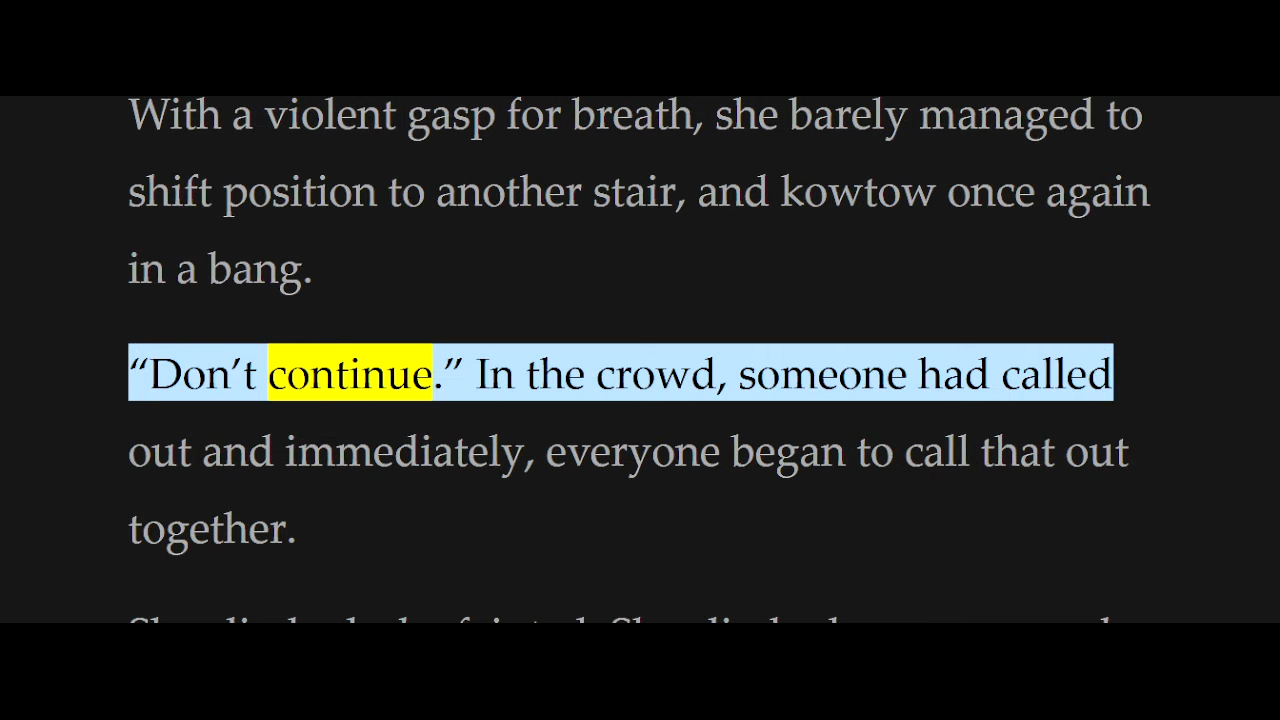 With a violent gasp for breath, she barely managed to
shift position to another stair, and kowtow once again
in a bang.
“Don’t continue.” In the crowd, someone had called
out and immediately, everyone began to call that out
together.